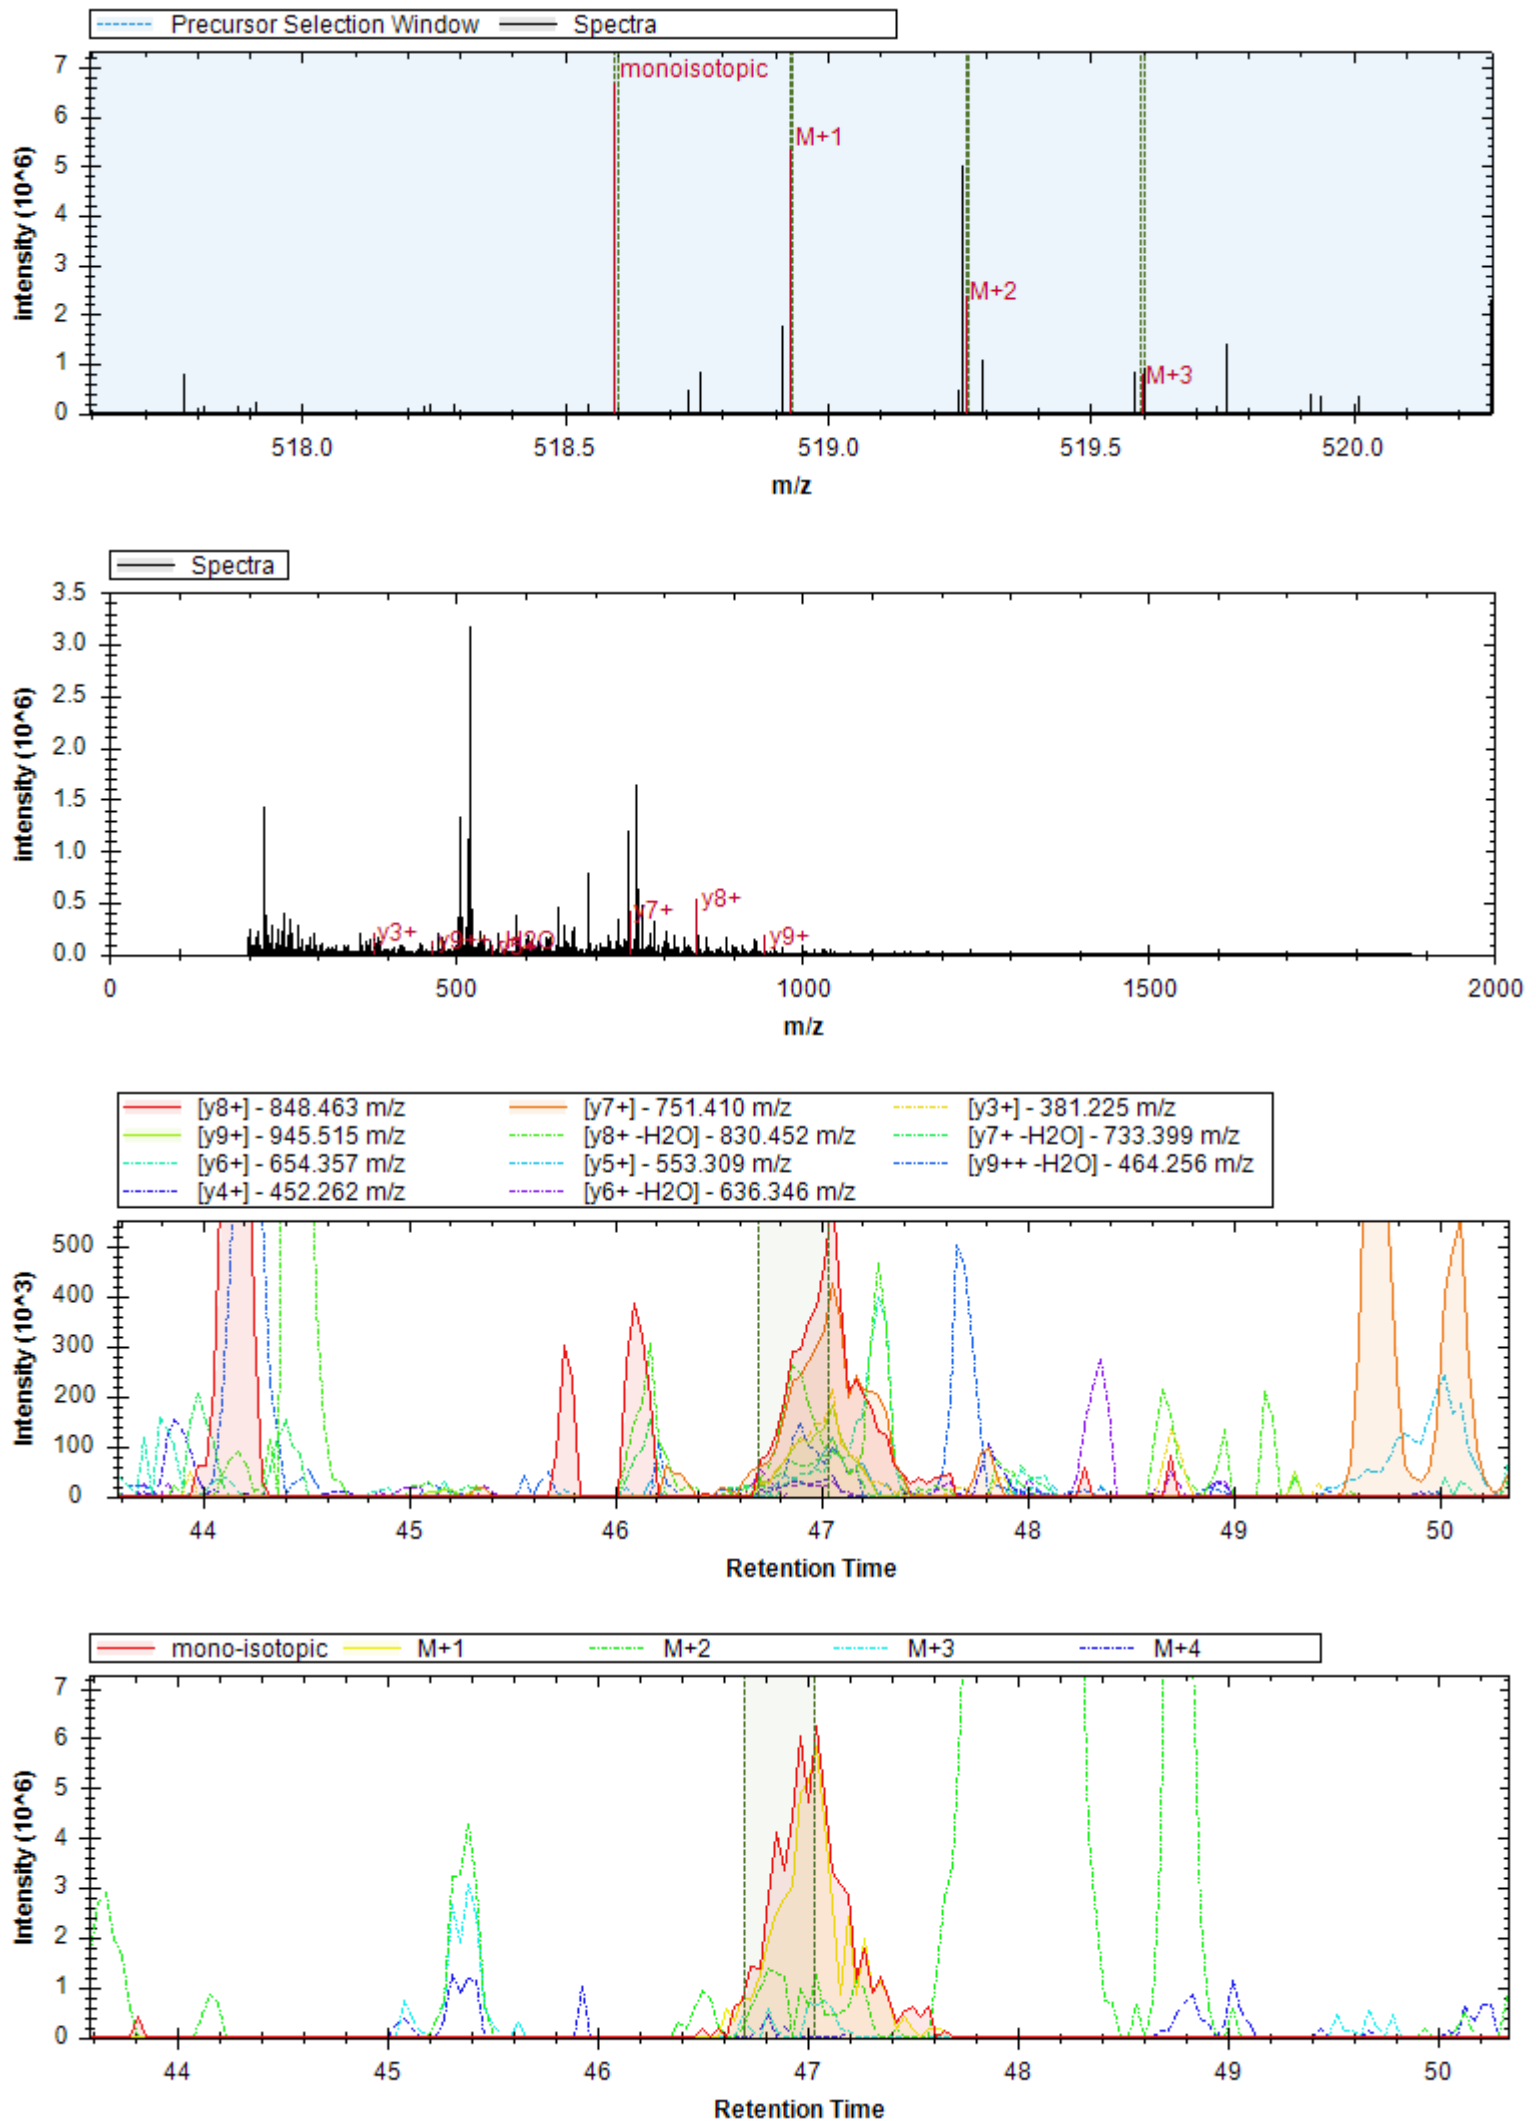 Precursor Selection Window Spectra
7
6
5
4
3
2
1
0
intensity (10^6)
monoisotopic
M+1
M+2
M+3
518.0 518.5 519.0 519.5 520.0
m/z
Spectra
3.5
3.0
2.5
2.0
1.5
1.0
0.5
0.0
intensity (10^6)
y3+ y9++ -H2O y7+ y8+ y9+
0 500 1000 1500 2000
m/z
[y8+] - 848.463 m/z [y7+] - 751.410 m/z [y3+] - 381.225 m/z
[y9+] - 945.515 m/z [y8+ -H2O] - 830.452 m/z [y7+ -H2O] - 733.399 m/z
[y6+] - 654.357 m/z [y5+] - 553.309 m/z [y9++ -H2O] - 464.256 m/z
[y4+] - 452.262 m/z [y6+ -H2O] - 636.346 m/z
500
400
300
200
100
0
Intensity (10^3)
44 45 46 47 48 49 50
Retention Time
mono-isotopic M+1 M+2 M+3 M+4
7
6
5
4
3
2
1
0
Intensity (10^6)
44 45 46 47 48 49 50
Retention Time